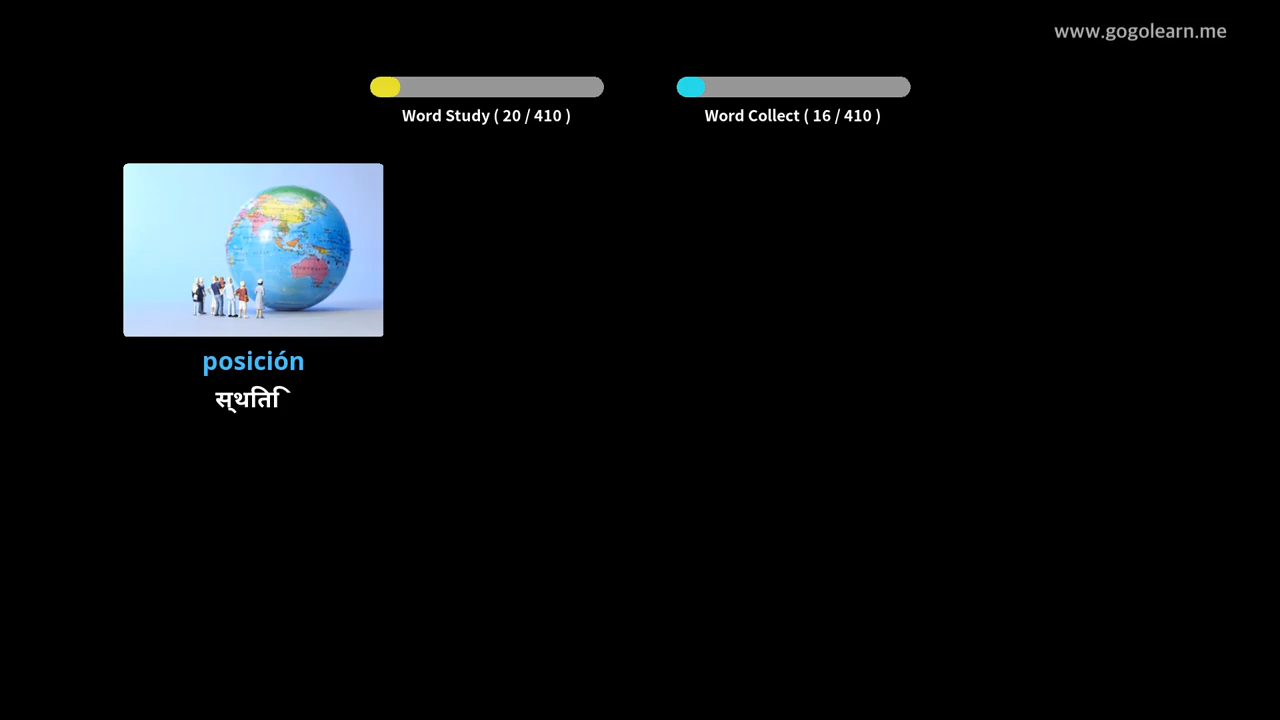 www.gogolearn.me
Word Study ( 20 / 410 )
Word Collect ( 16 / 410 )
posición
स्थिति